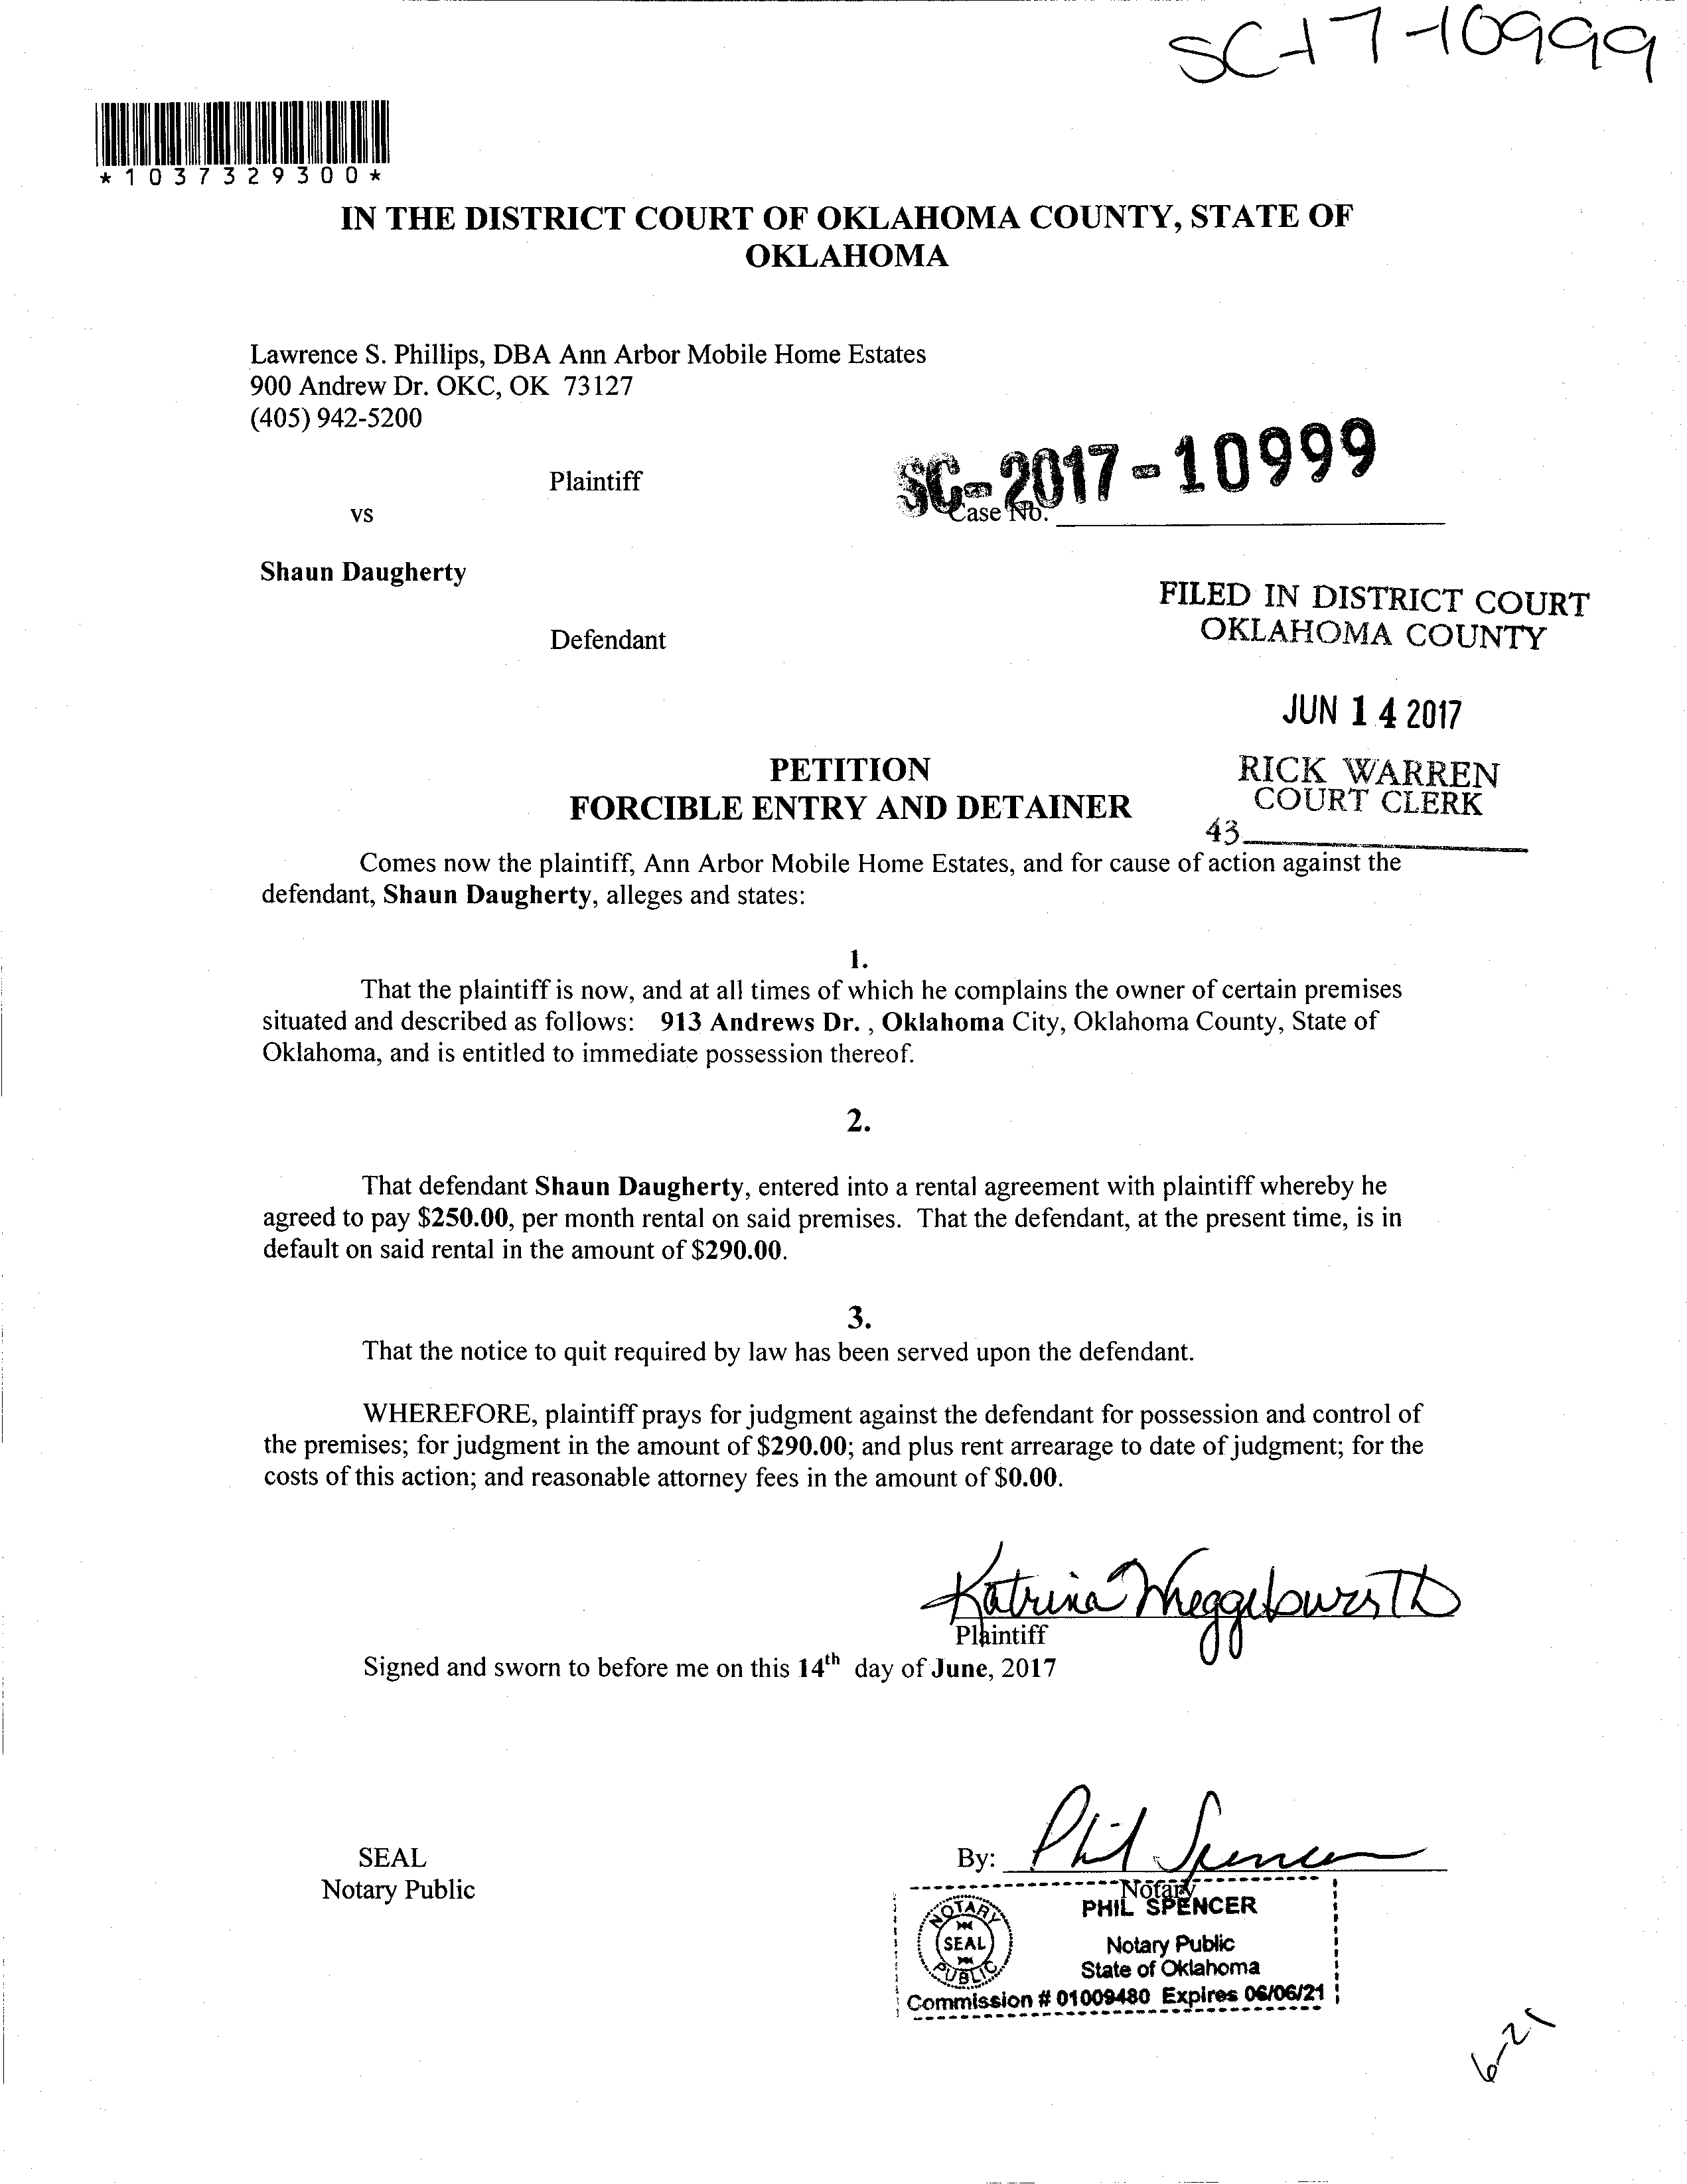 SC-17-10999
*1037329300*
IN THE DISTRICT COURT OF OKLAHOMA COUNTY, STATE OF
OKLAHOMA
Lawrence S. Phillips, DBA Ann Arbor Mobile Home Estates
900 Andrew Dr. OKC, OK 73127
(405) 942-5200
Plaintiff
SC-2017-10999
vs
Case No.
Shaun Daugherty
FILED IN DISTRICT COURT
OKLAHOMA COUNTY
Defendant
JUN 14 2017
PETITION
RICK WARREN
FORCIBLE ENTRY AND DETAINER
COURT CLERK
43
Comes now the plaintiff, Ann Arbor Mobile Home Estates, and for cause of action against the
defendant, Shaun Daugherty, alleges and states:
1.
That the plaintiff is now, and at all times of which he complains the owner of certain premises
situated and described as follows: 913 Andrews Dr. , Oklahoma City, Oklahoma County, State of
Oklahoma, and is entitled to immediate possession thereof.
2.
That defendant Shaun Daugherty, entered into a rental agreement with plaintiff whereby he
agreed to pay $250.00, per month rental on said premises. That the defendant, at the present time, is in
default on said rental in the amount of $290.00.
3.
That the notice to quit required by law has been served upon the defendant.
WHEREFORE, plaintiff prays for judgment against the defendant for possession and control of
the premises; for judgment in the amount of $290.00; and plus rent arrearage to date of judgment; for the
costs of this action; and reasonable attorney fees in the amount of $0.00.
Katrina
Plaintiff
Signed and sworn to before me on this 14th day of June, 2017
SEAL
Notary Public
By: Phil Spencer
Notary
NOTARY
SEAL
PUBLIC
PHIL SPENCER
Notary Public
State of Oklahoma
Commission # 01009480 Expires 06/06/21
6-21